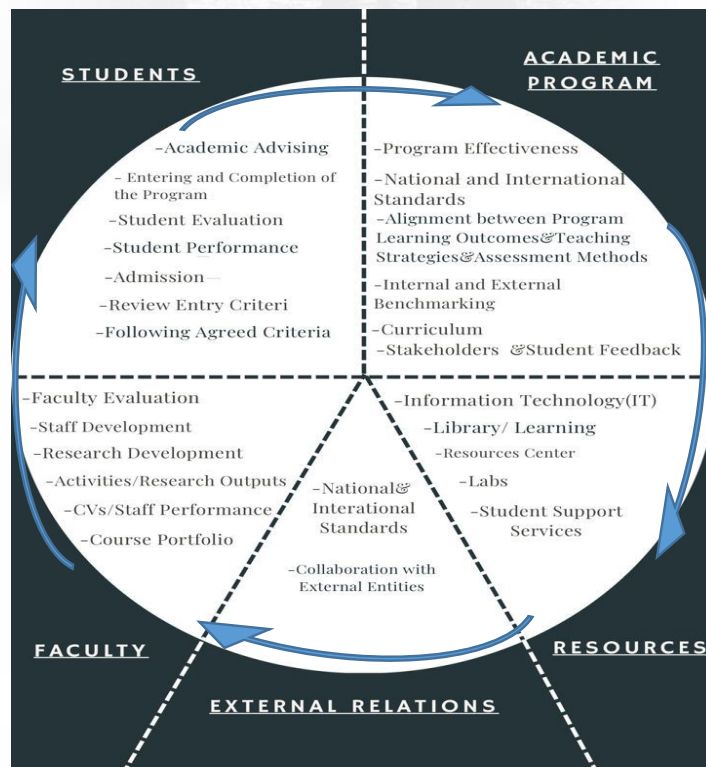 STUDENTS
-Academic Advising
- Entering and Completion of
the Program
-Student Evaluation
-Student Performance
-Admission
-Review Entry Criteri
-Following Agreed Criteria
ACADEMIC
PROGRAM
-Program Effectiveness
-National and International
Standards
-Alignment between Program
Learning Outcomes&Teaching
Strategies&Assessment Methods
-Internal and External
Benchmarking
-Curriculum
-Stakeholders &Student Feedback
-Faculty Evaluation
-Staff Development
-Research Development
-Activities/Research Outputs
-CVs/Staff Performance
-Course Portfolio
FACULTY
-National&
Interational
Standards
-Collaboration with
External Entities
EXTERNAL RELATIONS
-Information Technology(IT)
-Library/ Learning
-Resources Center
-Labs
-Student Support
Services
RESOURCES